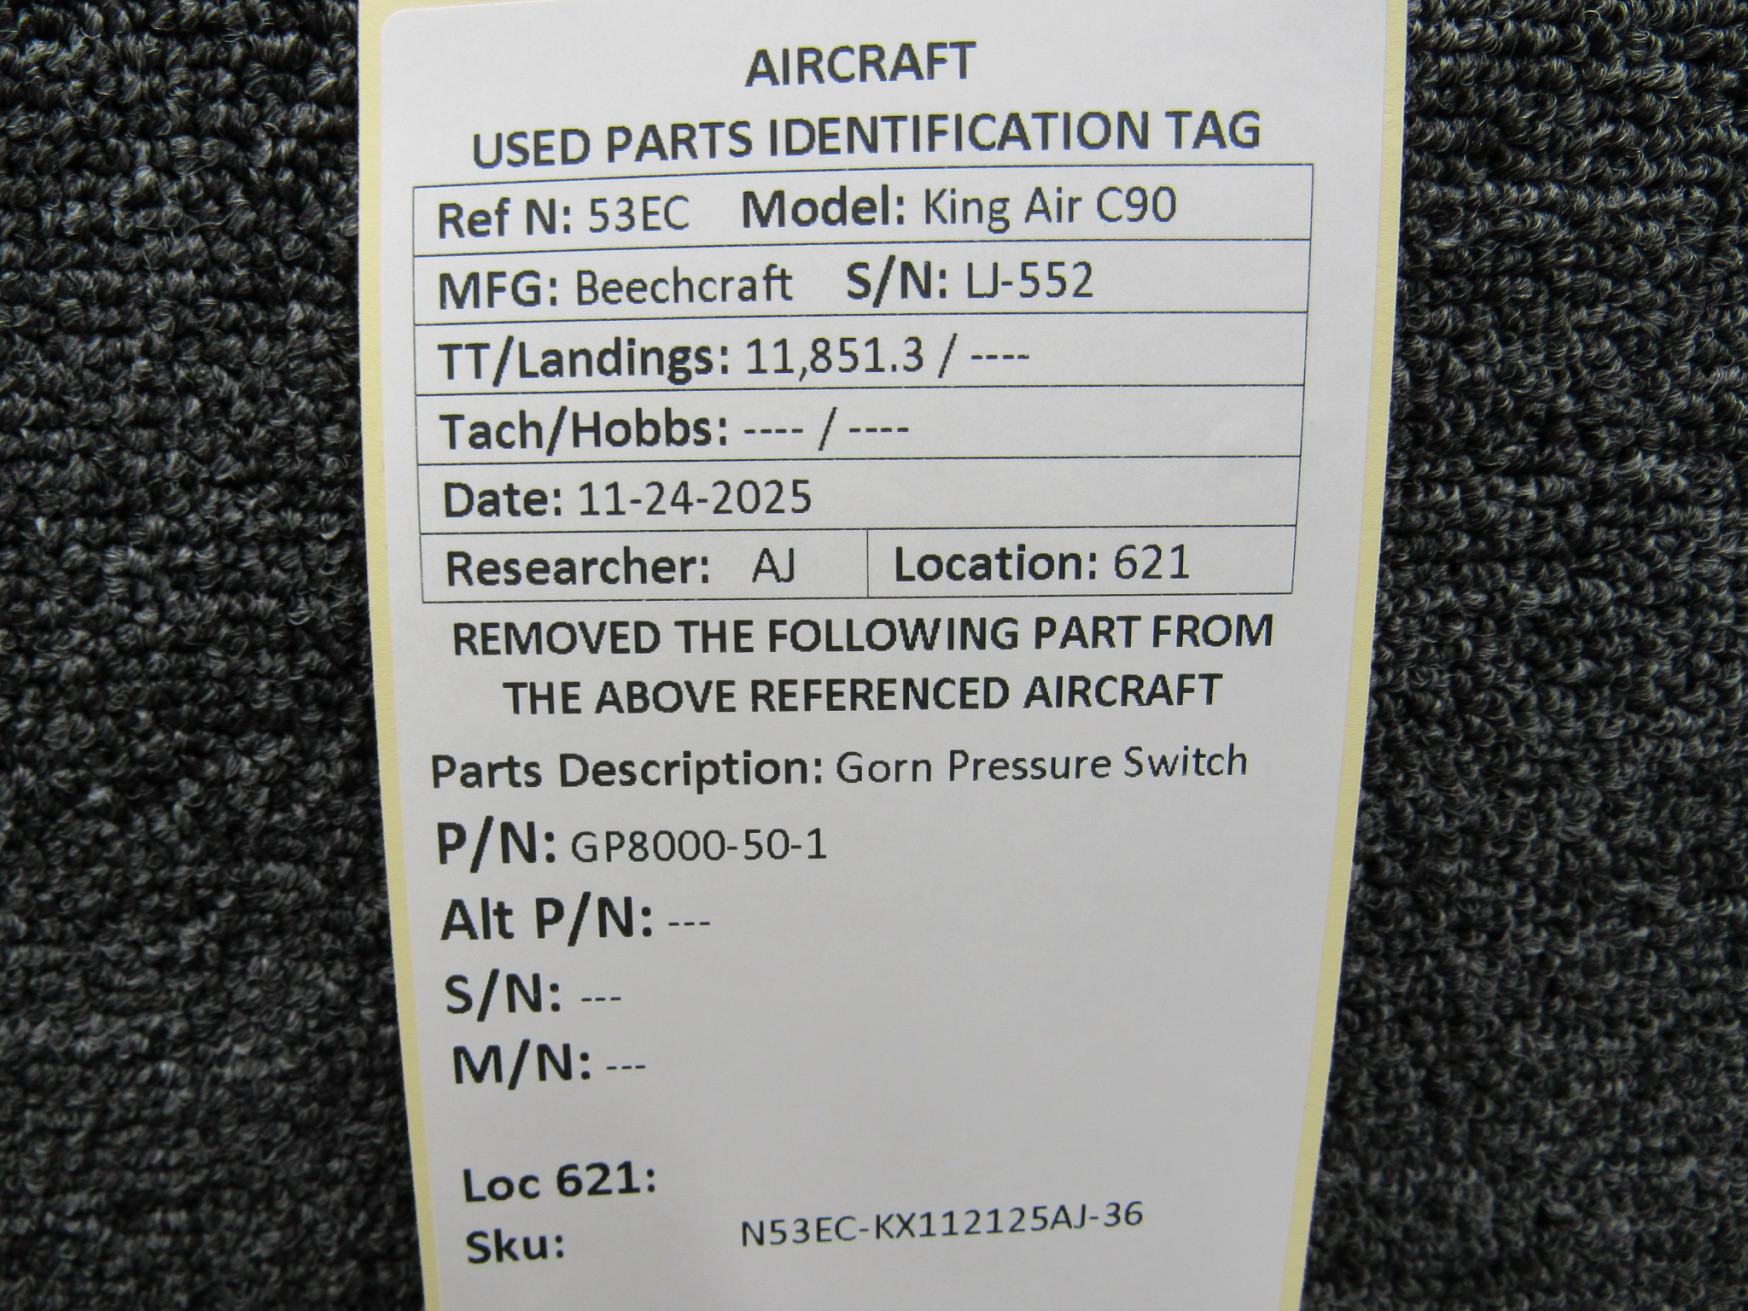 AIRCRAFT
USED PARTS IDENTIFICATION TAG
Ref N: 53EC Model: King Air C90
MFG: Beechcraft S/N: LJ-552
TT/Landings: 11,851.3 / ----
Tach/Hobbs: ---- / ----
Date: 11-24-2025
Researcher: AJ Location: 621
REMOVED THE FOLLOWING PART FROM
THE ABOVE REFERENCED AIRCRAFT
Parts Description: Gorn Pressure Switch
P/N: GP8000-50-1
Alt P/N: ---
S/N: ---
M/N: ---
Loc 621:
Sku: N53EC-KX112125AJ-36